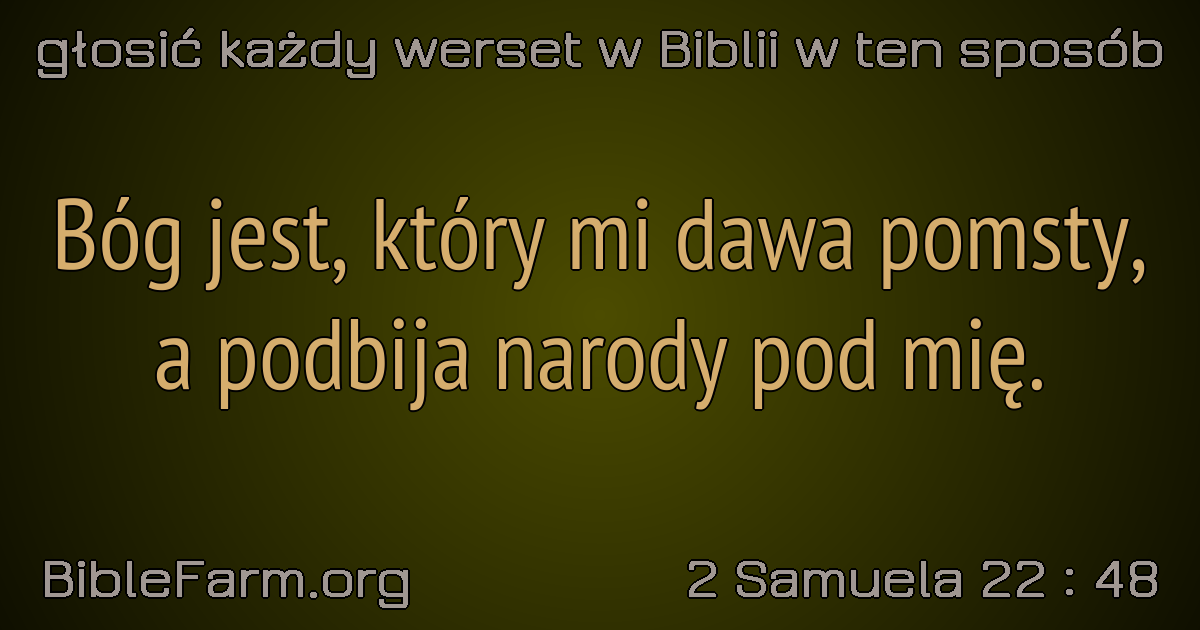 głosić każdy werset w Biblii w ten sposób
Bóg jest, który mi dawa pomsty,
a podbija narody pod mię.
BibleFarm.org
2 Samuela 22 : 48